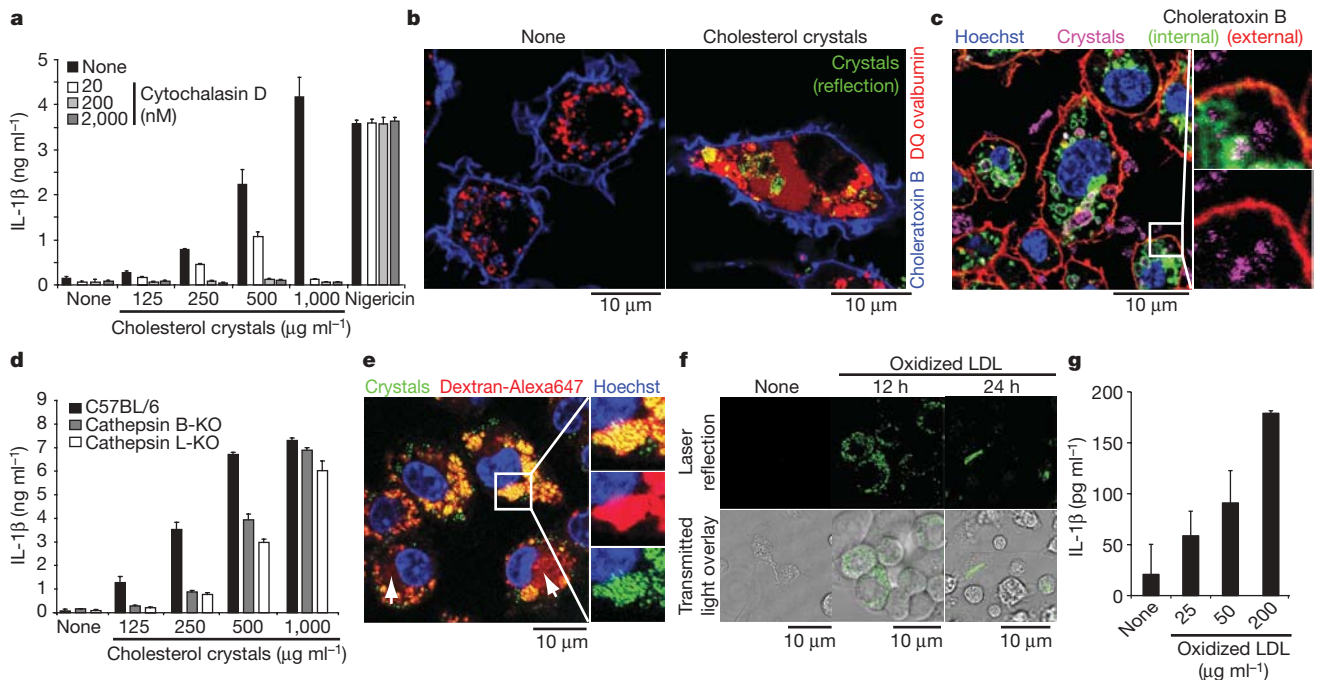 a
IL-1β (ng ml⁻¹)
5
4
3
2
1
0
None
20
200
2,000
Cytochalasin D
(nM)
None 125 250 500 1,000 Nigericin
Cholesterol crystals (µg ml⁻¹)
b
None
Cholesterol crystals
Crystals
(reflection)
Choleratoxin B DQ ovalbumin
10 µm
10 µm
c
Choleratoxin B
Hoechst Crystals (internal) (external)
10 µm
d
IL-1β (ng ml⁻¹)
9
8
7
6
5
4
3
2
1
0
C57BL/6
Cathepsin B-KO
Cathepsin L-KO
None 125 250 500 1,000
Cholesterol crystals (µg ml⁻¹)
e
Crystals Dextran-Alexa647 Hoechst
10 µm
f
Oxidized LDL
None 12 h 24 h
Laser
reflection
Transmitted
light overlay
10 µm 10 µm 10 µm
g
IL-1β (pg ml⁻¹)
200
150
100
50
0
None 25 50 200
Oxidized LDL
(µg ml⁻¹)